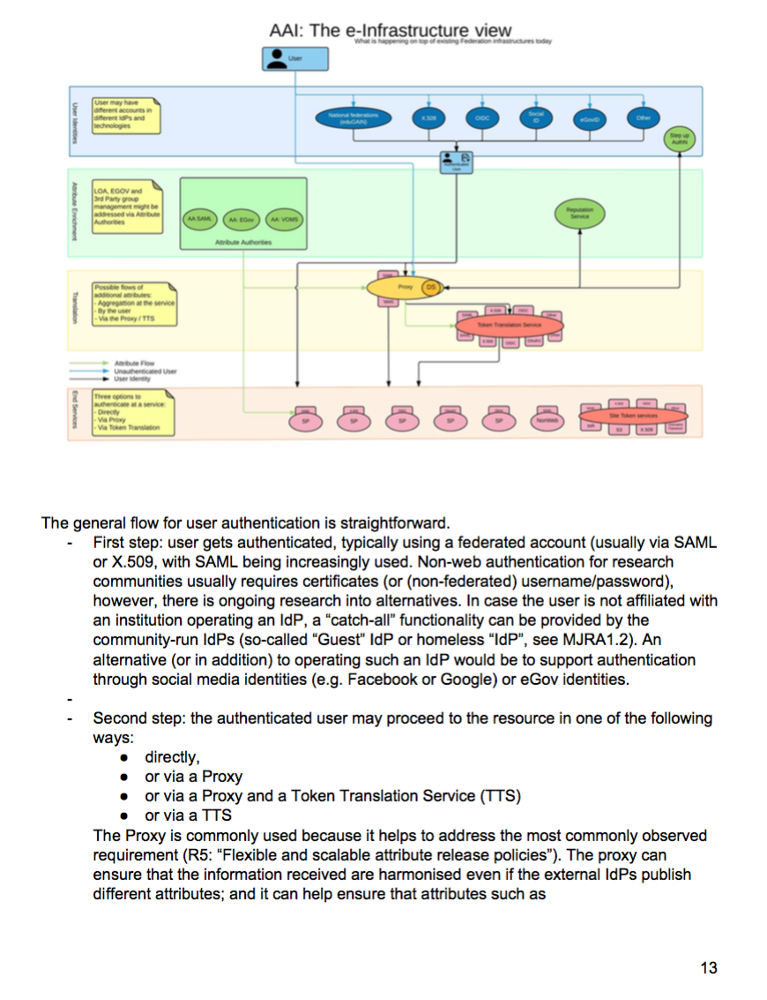 AAI: The e-Infrastructure view
What is happening on top of existing Federation infrastructures today
User
User Identities
User may have
different accounts in
different IdPs and
technologies
National federations
(eduGAIN)
X.509
OIDC
Social
ID
eGovID
Other
Step up
AuthN
Authenticated
User
Attribute Enrichment
LOA, EGOV and
3rd Party group
management might be
addressed via Attribute
Authorities
AA SAML
AA: EGov
AA: VOMS
Attribute Authorities
Reputation
Service
Translation
Possible flows of
additional attributes:
- Aggregation at the service
- By the user
- Via the Proxy / TTS
Proxy
DS
X.509
OIDC
Other
Token Translation Service
X.509
OIDC
Attribute Flow
Unauthenticated User
User Identity
End Services
Three options to
authenticate at a service:
- Directly
- Via Proxy
- Via Token Translation
SP
SP
SP
SP
SP
NonWeb
Site Token services
S3
X.509
The general flow for user authentication is straightforward.
- First step: user gets authenticated, typically using a federated account (usually via SAML
or X.509, with SAML being increasingly used. Non-web authentication for research
communities usually requires certificates (or (non-federated) username/password),
however, there is ongoing research into alternatives. In case the user is not affiliated with
an institution operating an IdP, a “catch-all” functionality can be provided by the
community-run IdPs (so-called “Guest” IdP or homeless “IdP”, see MJRA1.2). An
alternative (or in addition) to operating such an IdP would be to support authentication
through social media identities (e.g. Facebook or Google) or eGov identities.
-
- Second step: the authenticated user may proceed to the resource in one of the following
ways:
● directly,
● or via a Proxy
● or via a Proxy and a Token Translation Service (TTS)
● or via a TTS
The Proxy is commonly used because it helps to address the most commonly observed
requirement (R5: “Flexible and scalable attribute release policies”). The proxy can
ensure that the information received are harmonised even if the external IdPs publish
different attributes; and it can help ensure that attributes such as
13